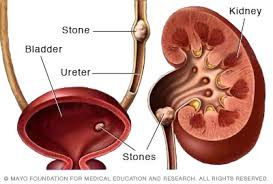 Kidney
Stone
Bladder
Ureter
Stones
© MAYO FOUNDATION FOR MEDICAL EDUCATION AND RESEARCH. ALL RIGHTS RESERVED.